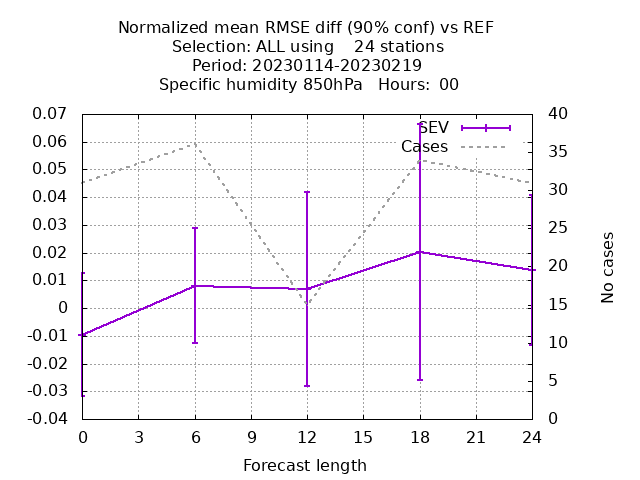 Normalized mean RMSE diff (90% conf) vs REF
Selection: ALL using    24 stations
Period: 20230114-20230219
Specific humidity 850hPa   Hours:  00
0.07
0.06
0.05
0.04
0.03
0.02
0.01
0
-0.01
-0.02
-0.03
-0.04
SEV
Cases
40
35
30
25
20
15
10
5
0
No cases
0 3 6 9 12 15 18 21 24
Forecast length